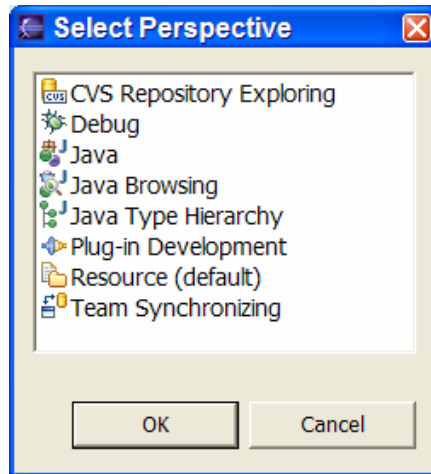 Select Perspective
CVS CVS Repository Exploring
Debug
Java
Java Browsing
Java Type Hierarchy
Plug-in Development
Resource (default)
Team Synchronizing
OK Cancel